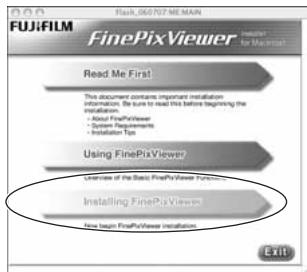 Flash_060707:ME:MAIN
FUJIFILM
FinePixViewer Installer
for Macintosh
Read Me First
This document contains important installation
information. Be sure to read this before beginning the
installation.
- About FinePixViewer
- System Requirements
- Installation Tips
Using FinePixViewer
Overview of the Basic FinePixViewer Functions.
Installing FinePixViewer
Now begin FinePixViewer installation.
Exit